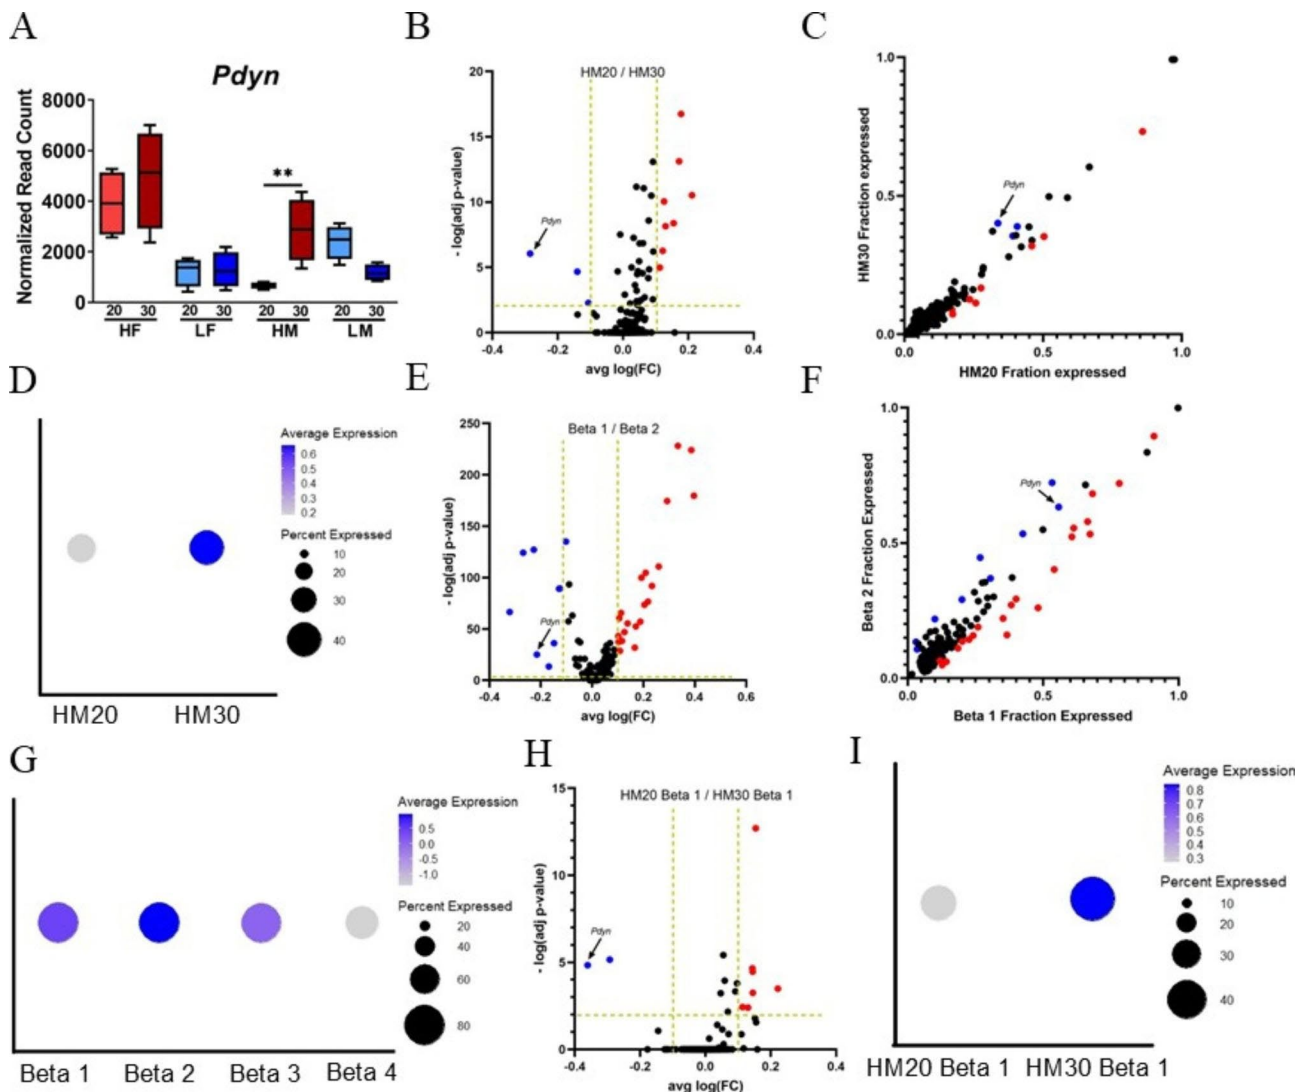 A
Pdyn
Normalized Read Count
8000
6000
4000
2000
0
20 30 20 30 20 30 20 30
HF LF HM LM
**
B
HM20 / HM30
- log(adj p-value)
20
15
10
5
0
Pdyn
-0.4 -0.2 0.0 0.2 0.4
avg log(FC)
C
HM30 Fraction expressed
1.0
0.5
0.0
Pdyn
0.0 0.5 1.0
HM20 Fration expressed
D
Average Expression
0.6
0.5
0.4
0.3
0.2
Percent Expressed
10
20
30
40
HM20 HM30
E
Beta 1 / Beta 2
- log(adj p-value)
250
200
150
100
50
0
Pdyn
-0.4 -0.2 0.0 0.2 0.4 0.6
avg log(FC)
F
Beta 2 Fraction Expressed
1.0
0.5
0.0
Pdyn
0.0 0.5 1.0
Beta 1 Fraction Expressed
G
Average Expression
0.5
0.0
-0.5
-1.0
Percent Expressed
20
40
60
80
Beta 1 Beta 2 Beta 3 Beta 4
H
HM20 Beta 1 / HM30 Beta 1
- log(adj p-value)
15
10
5
0
Pdyn
-0.4 -0.2 0.0 0.2 0.4
avg log(FC)
I
Average Expression
0.8
0.7
0.6
0.5
0.4
0.3
Percent Expressed
10
20
30
40
HM20 Beta 1 HM30 Beta 1